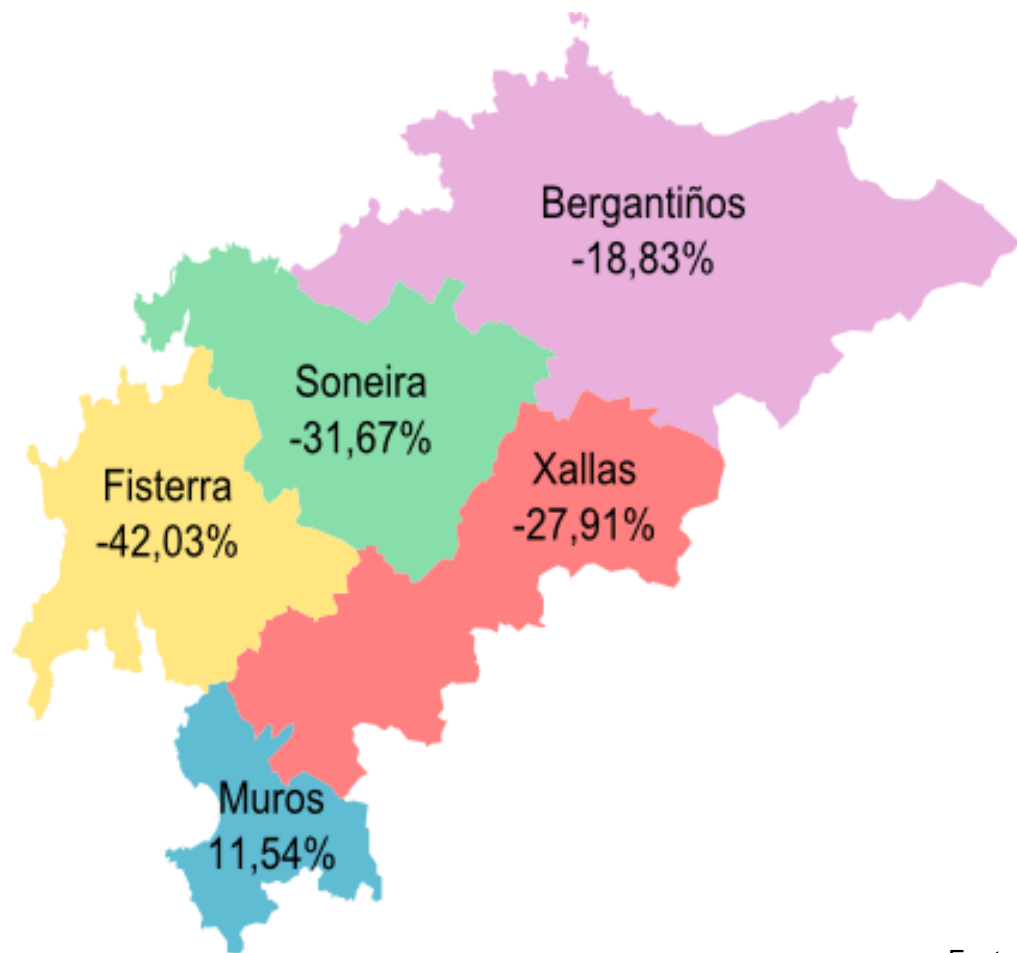 Bergantiños
-18,83%
Soneira
-31,67%
Xallas
-27,91%
Fisterra
-42,03%
Muros
11,54%